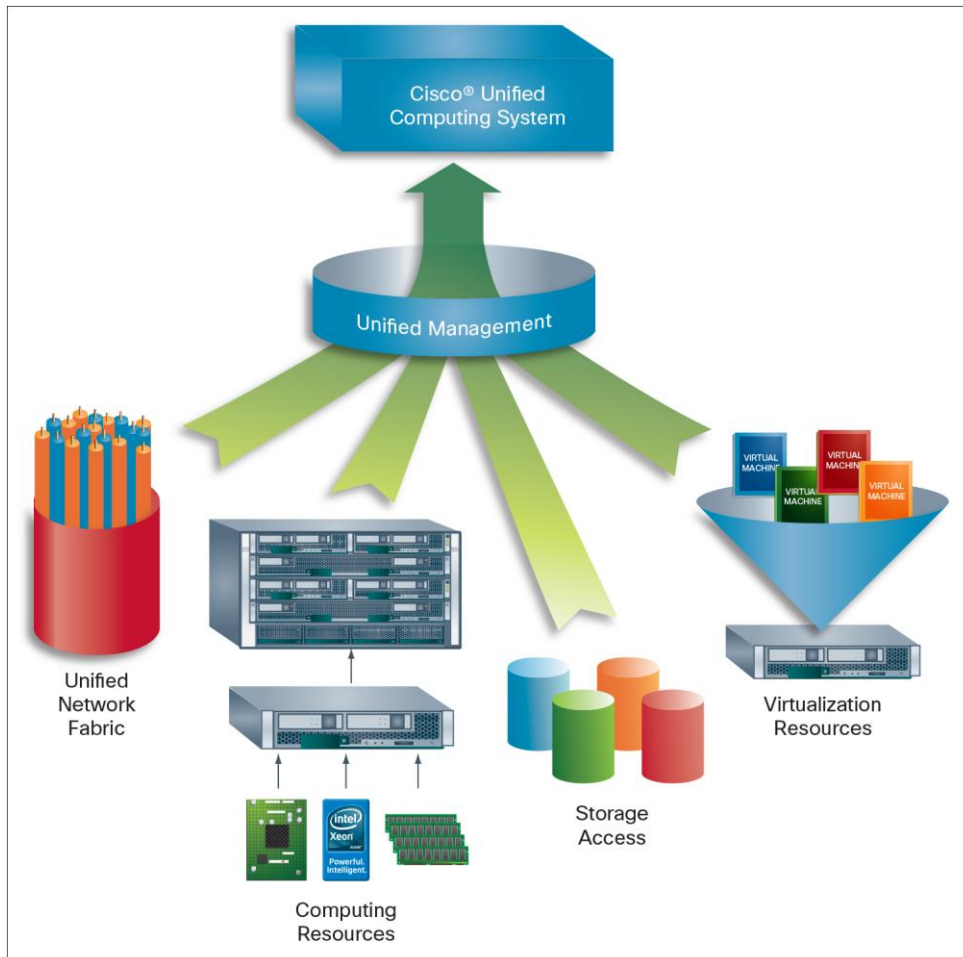 Cisco® Unified
Computing System
Unified Management
VIRTUAL
MACHINE
VIRTUAL
MACHINE
VIRTUAL
MACHINE
VIRTUAL
MACHINE
Unified
Network
Fabric
Virtualization
Resources
Storage
Access
intel
Xeon
inside™
Powerful.
Intelligent.
Computing
Resources